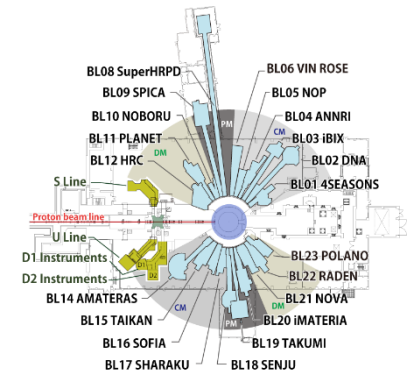 BL08 SuperHRPD
BL09 SPICA
BL10 NOBORU
BL11 PLANET
BL12 HRC
PM
BL06 VIN ROSE
BL05 NOP
BL04 ANNRI
CM
BL03 iBIX
BL02 DNA
BL01 4SEASONS
DM
S Line
Proton beam line
U Line
D1 Instruments
D2 Instruments
D1
D2
BL14 AMATERAS
CM
BL15 TAIKAN
BL16 SOFIA
BL17 SHARAKU
BL23 POLANO
BL22 RADEN
DM
BL21 NOVA
BL20 iMATERIA
PM
BL19 TAKUMI
BL18 SENJU